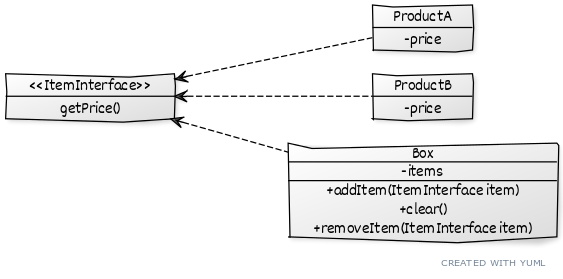 ProductA
-price
<<ItemInterface>>
getPrice()
ProductB
-price
Box
-items
+addItem(ItemInterface item)
+clear()
+removeItem(ItemInterface item)
CREATED WITH YUML